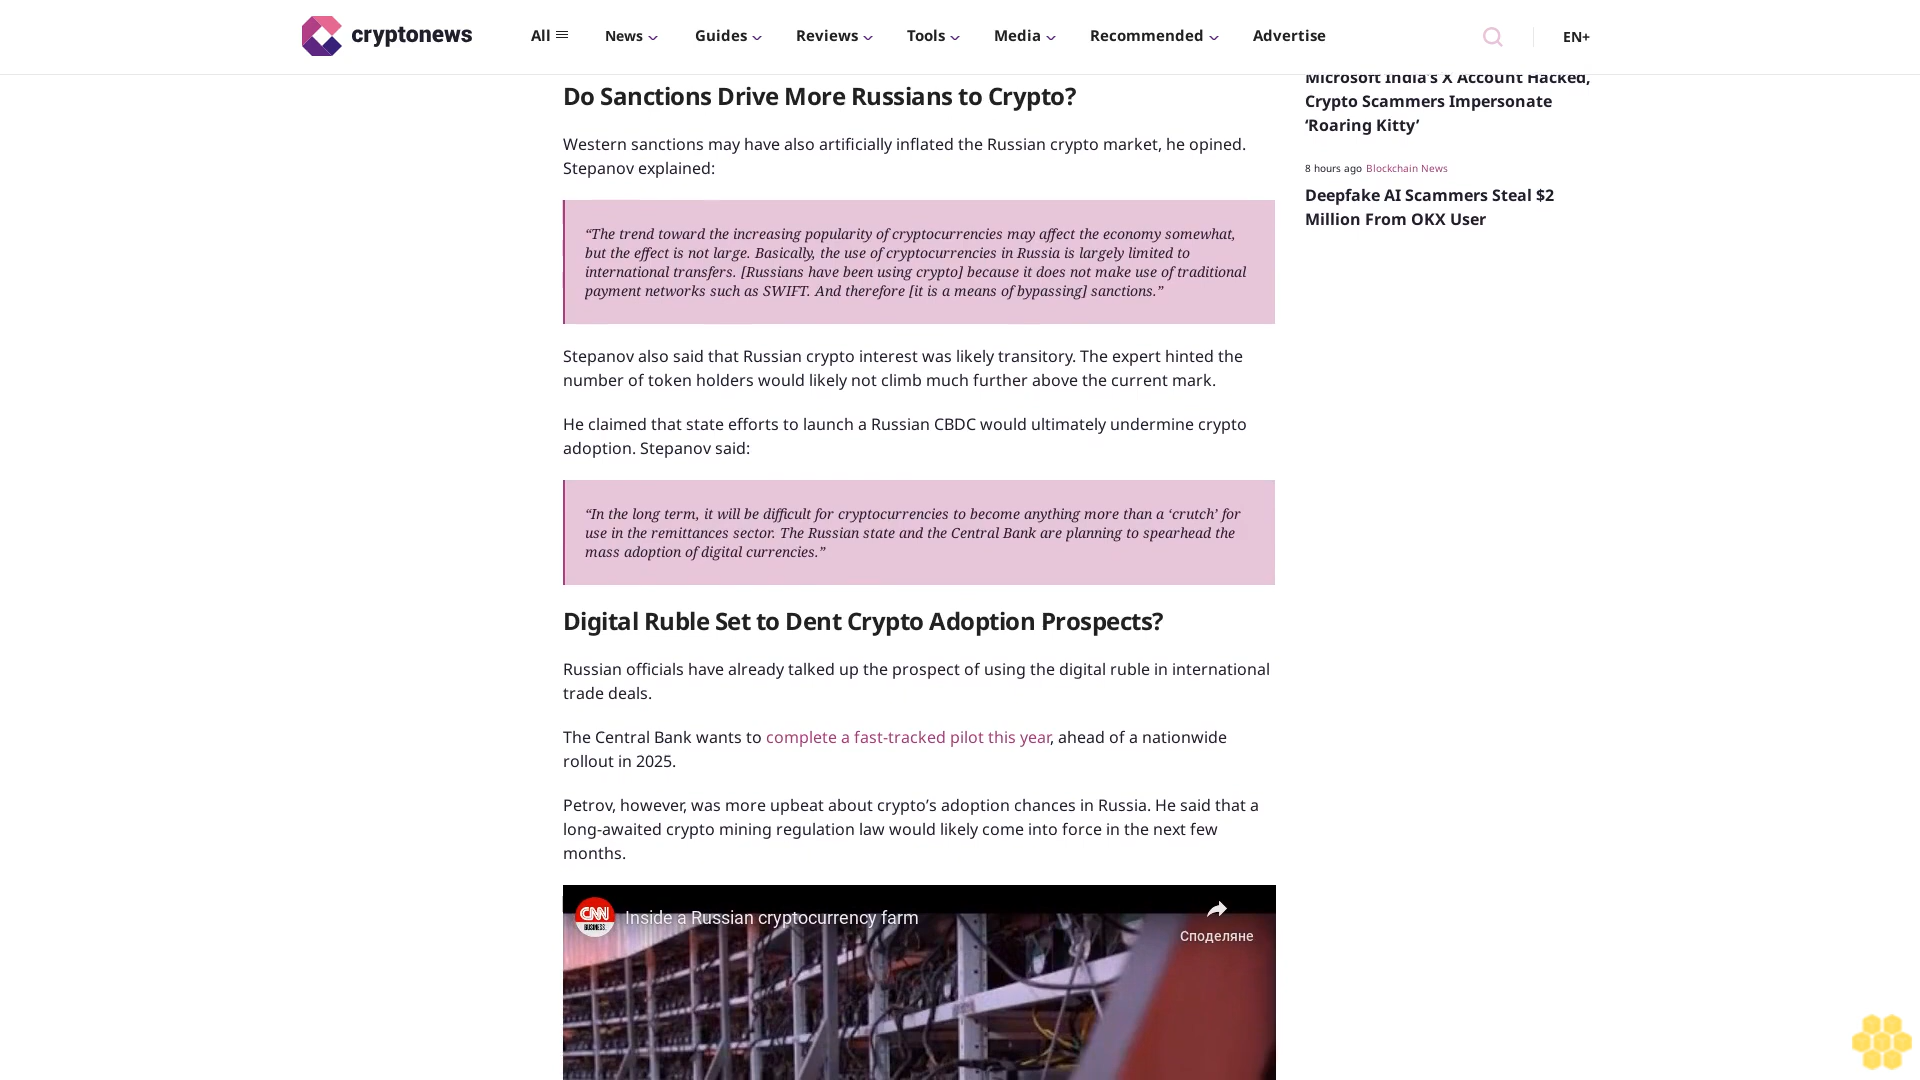 cryptonews
All
News
Guides
Reviews
Tools
Media
Recommended
Advertise
EN+
Do Sanctions Drive More Russians to Crypto?
Western sanctions may have also artificially inflated the Russian crypto market, he opined.
Stepanov explained:
“The trend toward the increasing popularity of cryptocurrencies may affect the economy somewhat,
but the effect is not large. Basically, the use of cryptocurrencies in Russia is largely limited to
international transfers. [Russians have been using crypto] because it does not make use of traditional
payment networks such as SWIFT. And therefore [it is a means of bypassing] sanctions.”
Stepanov also said that Russian crypto interest was likely transitory. The expert hinted the
number of token holders would likely not climb much further above the current mark.
He claimed that state efforts to launch a Russian CBDC would ultimately undermine crypto
adoption. Stepanov said:
“In the long term, it will be difficult for cryptocurrencies to become anything more than a ‘crutch’ for
use in the remittances sector. The Russian state and the Central Bank are planning to spearhead the
mass adoption of digital currencies.”
Digital Ruble Set to Dent Crypto Adoption Prospects?
Russian officials have already talked up the prospect of using the digital ruble in international
trade deals.
The Central Bank wants to complete a fast-tracked pilot this year, ahead of a nationwide
rollout in 2025.
Petrov, however, was more upbeat about crypto’s adoption chances in Russia. He said that a
long-awaited crypto mining regulation law would likely come into force in the next few
months.
CNN
BUSINESS
Inside a Russian cryptocurrency farm
Споделяне
Microsoft India’s X Account Hacked,
Crypto Scammers Impersonate
‘Roaring Kitty’
8 hours ago Blockchain News
Deepfake AI Scammers Steal $2
Million From OKX User